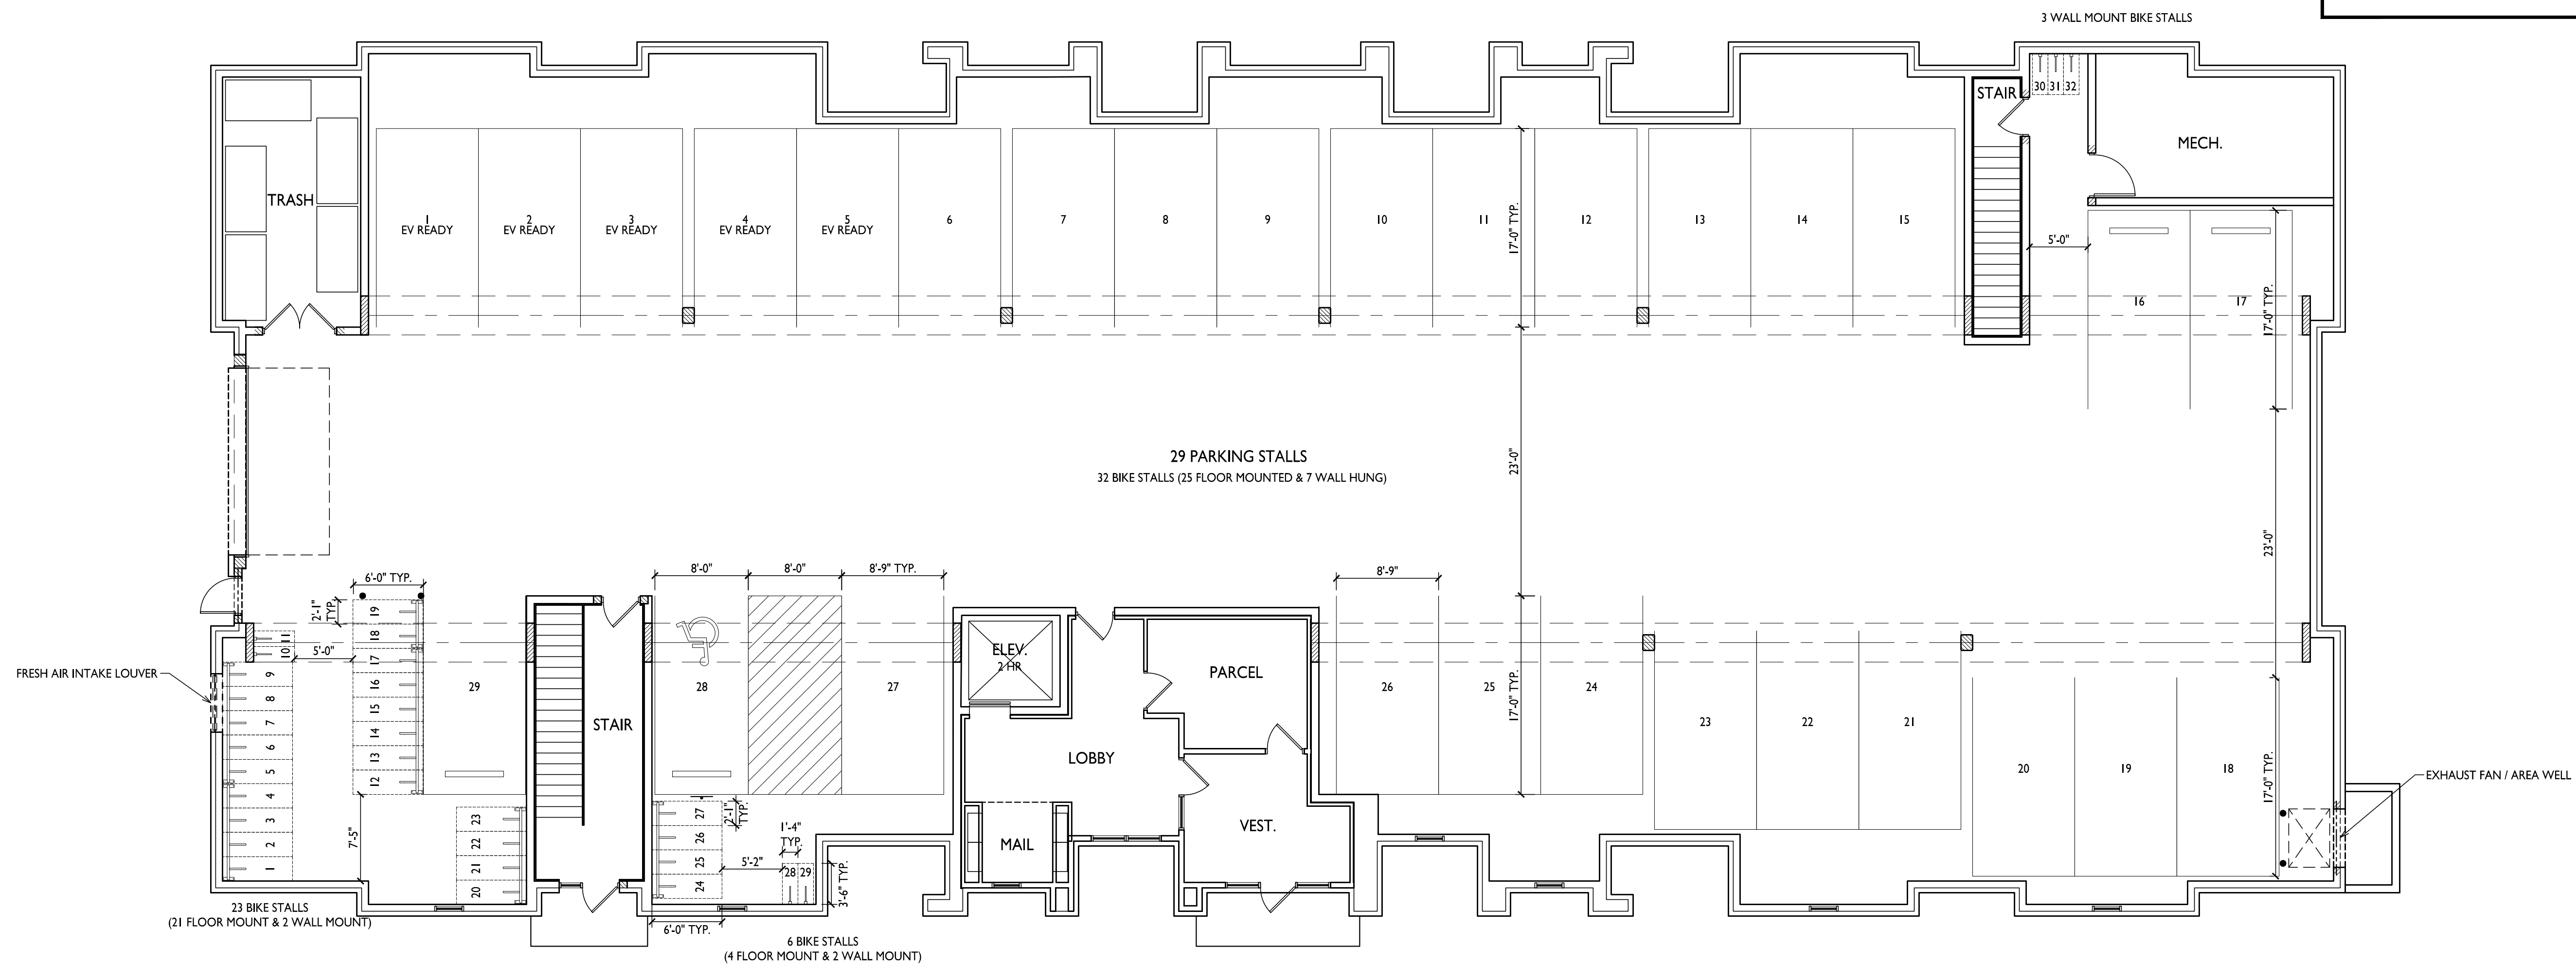 3 WALL MOUNT BIKE STALLS
STAIR
30 31 32
MECH.
TRASH
1
EV READY
2
EV READY
3
EV READY
4
EV READY
5
EV READY
6
7
8
9
10
11
17'-0" TYP.
12
13
14
15
5'-0"
16
17
17'-0" TYP.
29 PARKING STALLS
32 BIKE STALLS (25 FLOOR MOUNTED & 7 WALL HUNG)
23'-0"
23'-0"
6'-0" TYP.
8'-0"
8'-0"
8'-9" TYP.
8'-9"
2'-1"
TYP.
19
18
17
16
15
14
13
12
11
10
5'-0"
9
8
7
6
5
4
3
2
1
FRESH AIR INTAKE LOUVER
29
7'-5"
23
22
21
20
STAIR
28
27
ELEV.
2 HR
PARCEL
LOBBY
MAIL
VEST.
26
25
17'-0" TYP.
24
23
22
21
20
19
18
17'-0" TYP.
EXHAUST FAN / AREA WELL
27
26
25
24
2'-1"
TYP.
1'-4"
TYP.
5'-2"
28 29
3'-6" TYP.
6'-0" TYP.
23 BIKE STALLS
(21 FLOOR MOUNT & 2 WALL MOUNT)
6 BIKE STALLS
(4 FLOOR MOUNT & 2 WALL MOUNT)